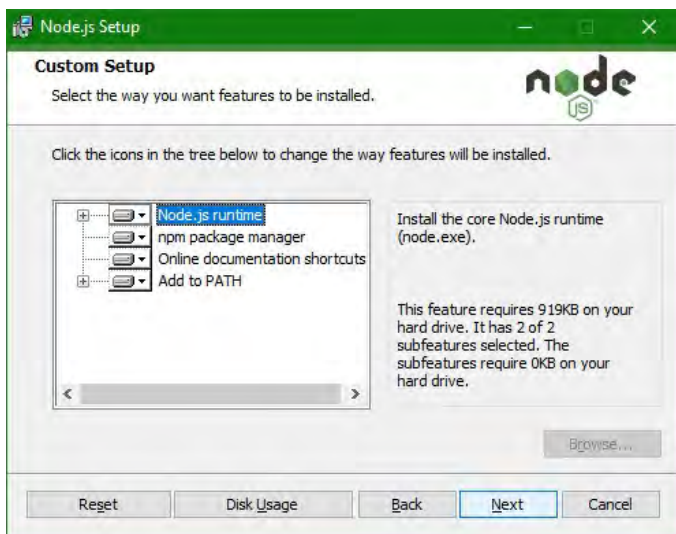 Node.js Setup
Custom Setup
Select the way you want features to be installed.
node
JS
Click the icons in the tree below to change the way features will be installed.
Node.js runtime
npm package manager
Online documentation shortcuts
Add to PATH
Install the core Node.js runtime
(node.exe).
This feature requires 919KB on your
hard drive. It has 2 of 2
subfeatures selected. The
subfeatures require 0KB on your
hard drive.
Browse...
Reset
Disk Usage
Back
Next
Cancel